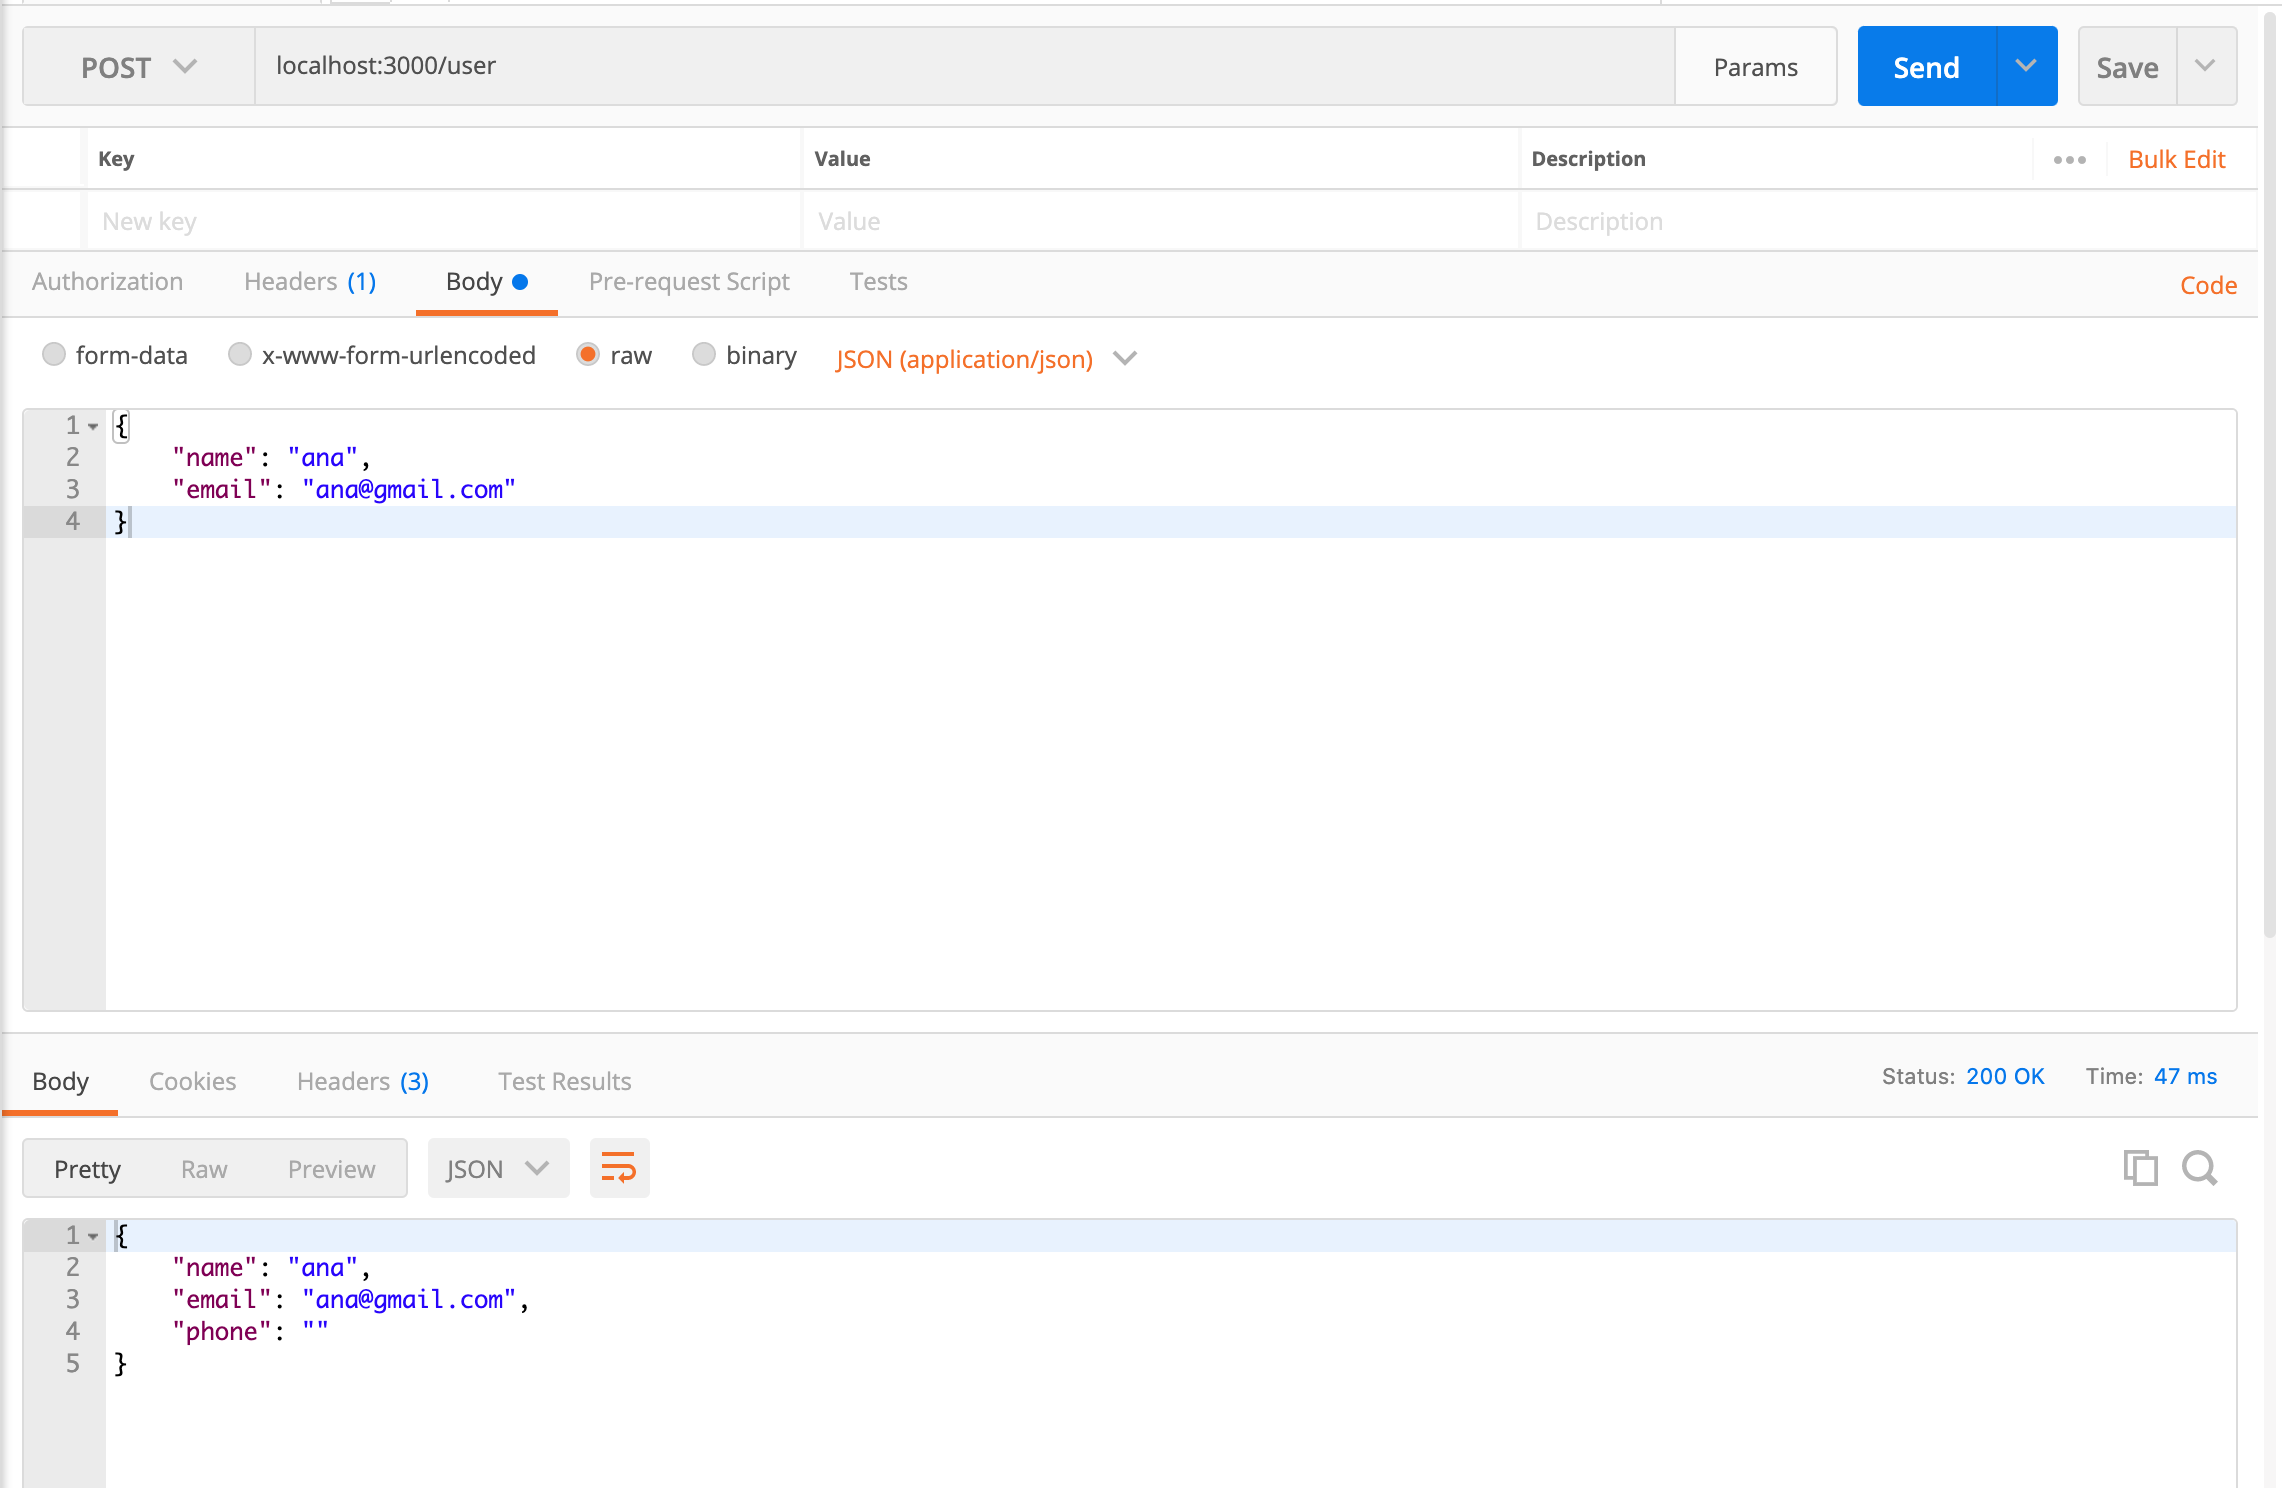 POST localhost:3000/user Params Send Save
Key Value Description ••• Bulk Edit
New key Value Description
Authorization Headers (1) Body Pre-request Script Tests Code
form-data x-www-form-urlencoded raw binary JSON (application/json)
1 {
2 "name": "ana",
3 "email": "ana@gmail.com"
4 }
Body Cookies Headers (3) Test Results Status: 200 OK Time: 47 ms
Pretty Raw Preview JSON
1 {
2 "name": "ana",
3 "email": "ana@gmail.com",
4 "phone": ""
5 }